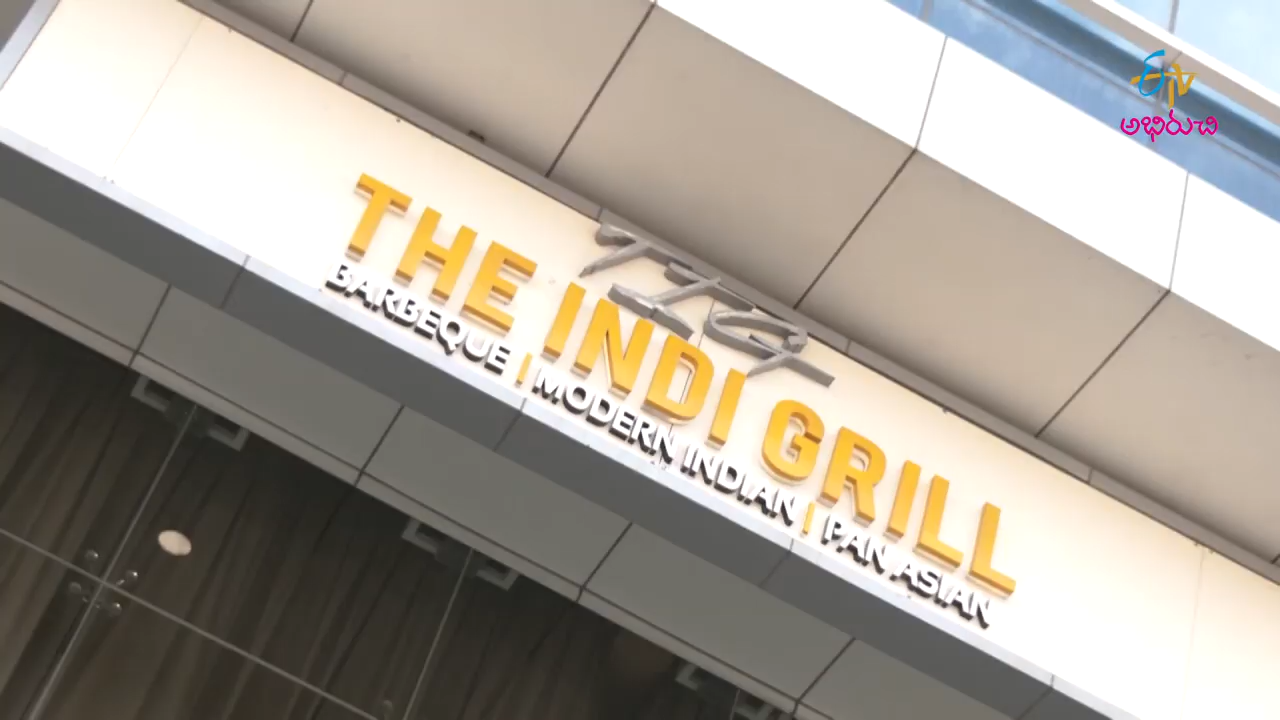 TIG
THE INDI GRILL
BARBEQUE | MODERN INDIAN | PAN ASIAN
ETV
అభిరుచి